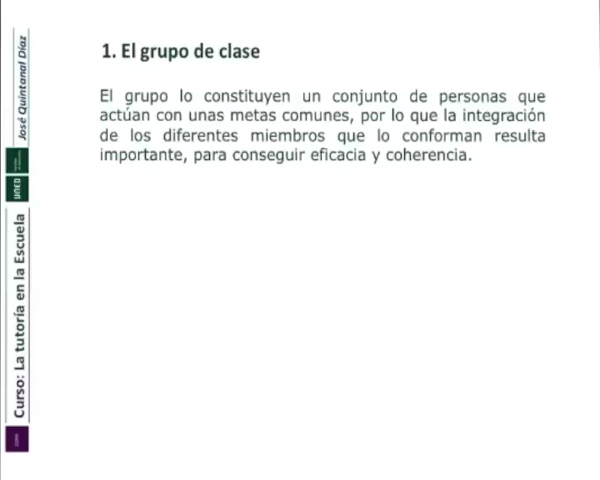 1. El grupo de clase
El grupo lo constituyen un conjunto de personas que
actúan con unas metas comunes, por lo que la integración
de los diferentes miembros que lo conforman resulta
importante, para conseguir eficacia y coherencia.
José Quintanal Díaz
UNED
Curso: La tutoría en la Escuela